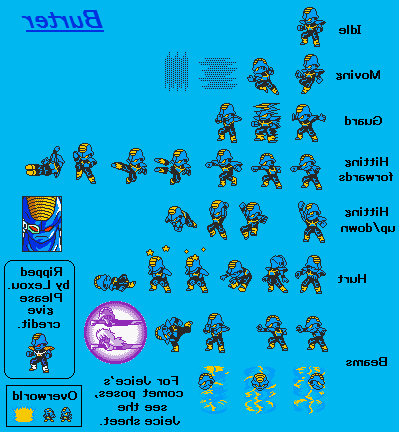 Burter
Idle
Moving
Guard
Hitting
forwards
Hitting
up/down
Hurt
Ripped
by Lexou.
Please
give
credit.
Beams
For Jeice's
comet poses,
see the
Jeice sheet.
Overworld